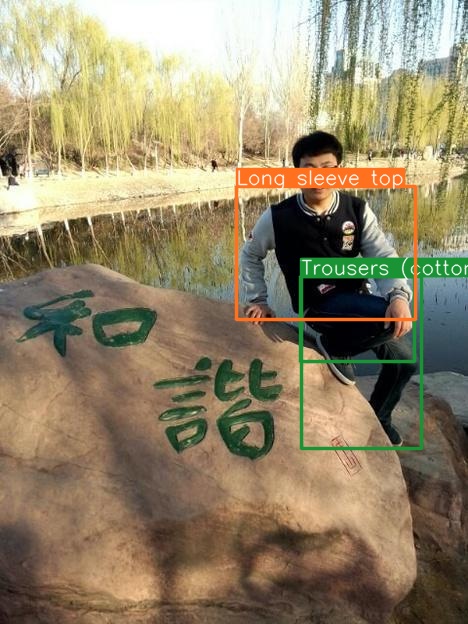 Long sleeve top
Trousers (cotton
和
諧